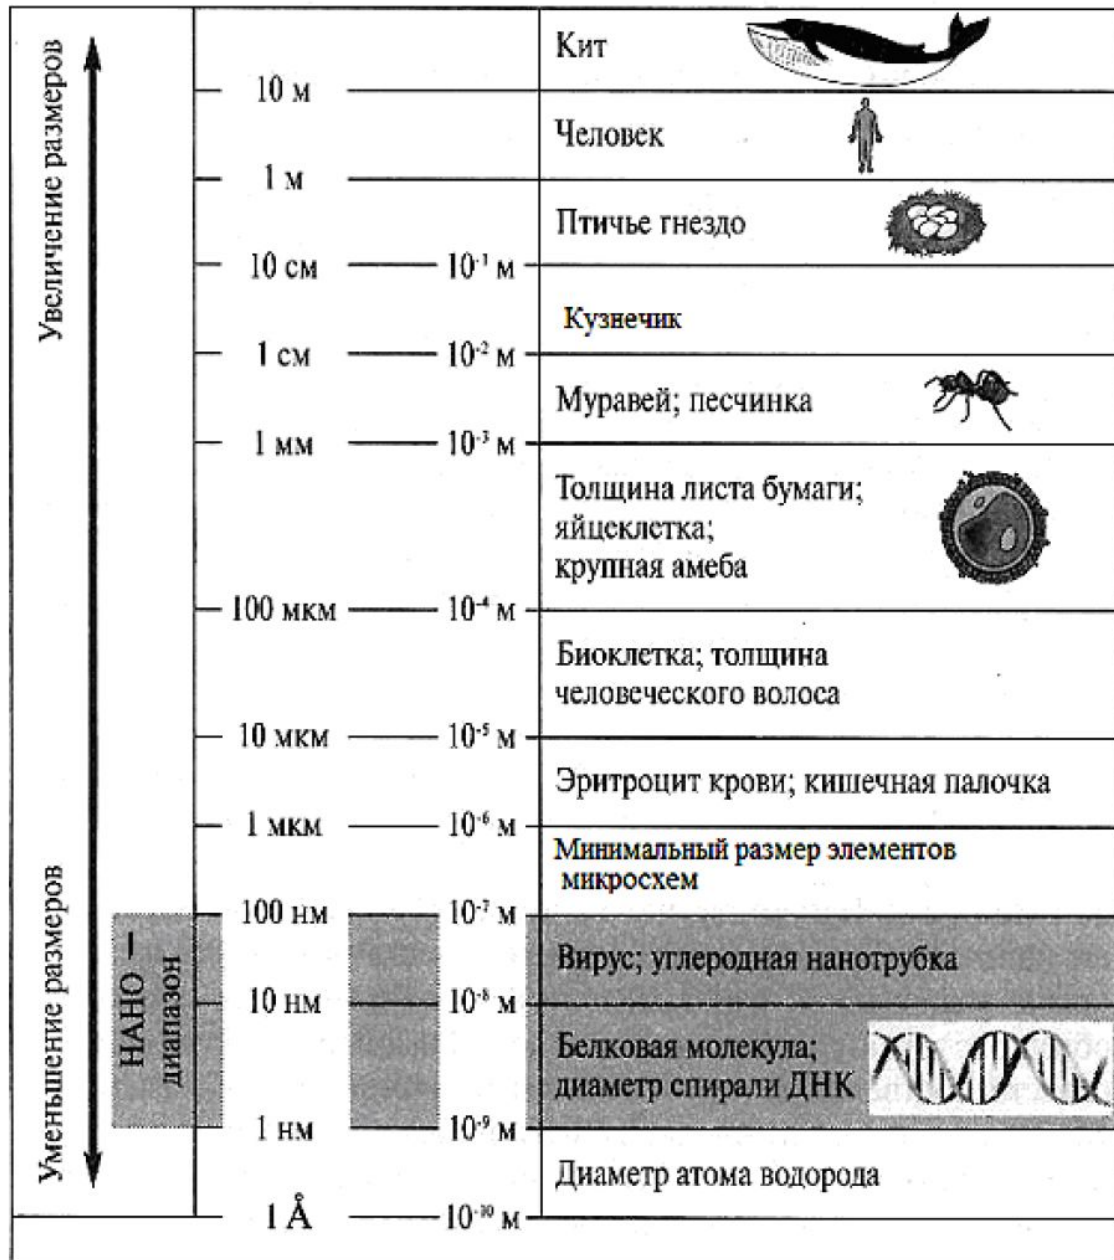 Увеличение размеров
Уменьшение размеров
НАНО —
диапазон
Кит
10 м
Человек
1 м
Птичье гнездо
10 см 10⁻¹ м
Кузнечик
1 см 10⁻² м
Муравей; песчинка
1 мм 10⁻³ м
Толщина листа бумаги;
яйцеклетка;
крупная амеба
100 мкм 10⁻⁴ м
Биоклетка; толщина
человеческого волоса
10 мкм 10⁻⁵ м
Эритроцит крови; кишечная палочка
1 мкм 10⁻⁶ м
Минимальный размер элементов
микросхем
100 нм 10⁻⁷ м
Вирус; углеродная нанотрубка
10 нм 10⁻⁸ м
Белковая молекула;
диаметр спирали ДНК
1 нм 10⁻⁹ м
Диаметр атома водорода
1 Å 10⁻¹⁰ м